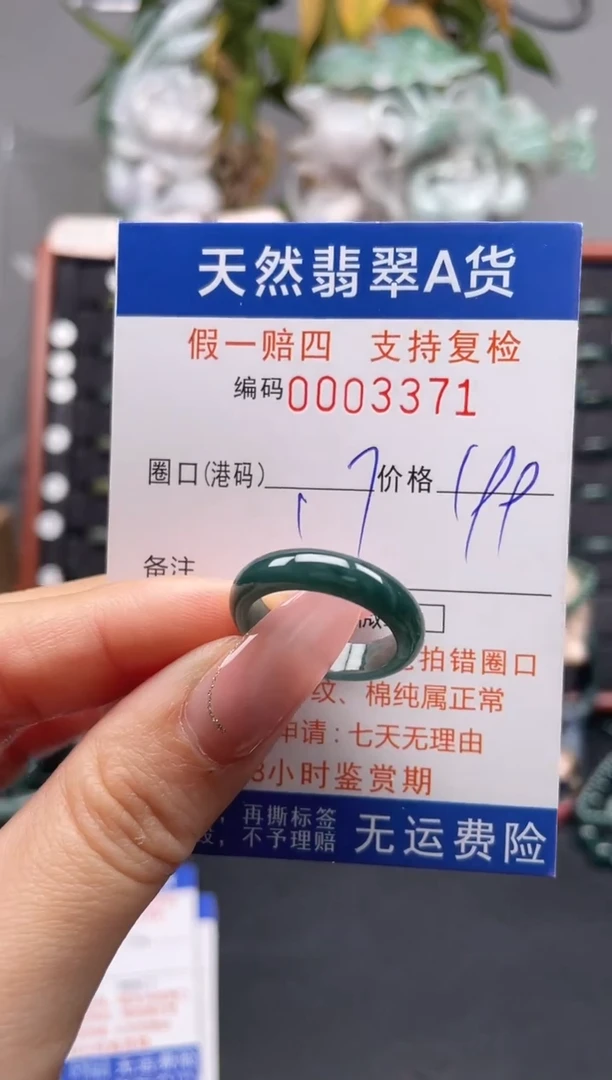 天然翡翠A货
假一赔四 支持复检
编码0003371
圈口(港码) 17 价格 199
备注
拍错圈口
纹、棉纯属正常
申请:七天无理由
8小时鉴赏期
再撕标签
不予理赔
无运费险